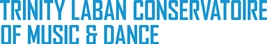 TRINITY LABAN CONSERVATOIRE
OF MUSIC & DANCE